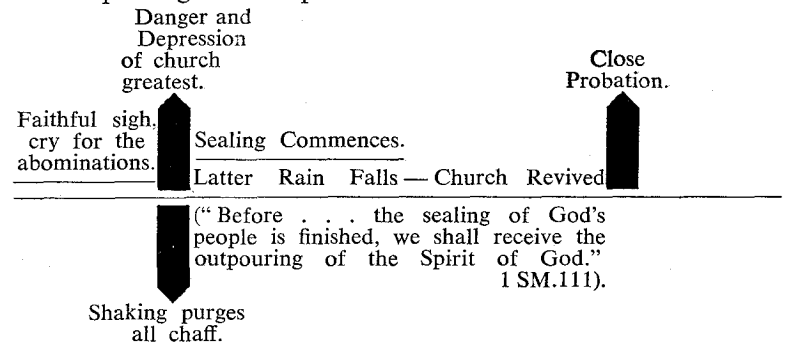 Danger and
Depression
of church
greatest.
Close
Probation.
Faithful sigh,
cry for the
abominations.
Sealing Commences.
Latter Rain Falls — Church Revived
(“Before . . . the sealing of God's
people is finished, we shall receive the
outpouring of the Spirit of God.”
1 SM.111).
Shaking purges
all chaff.